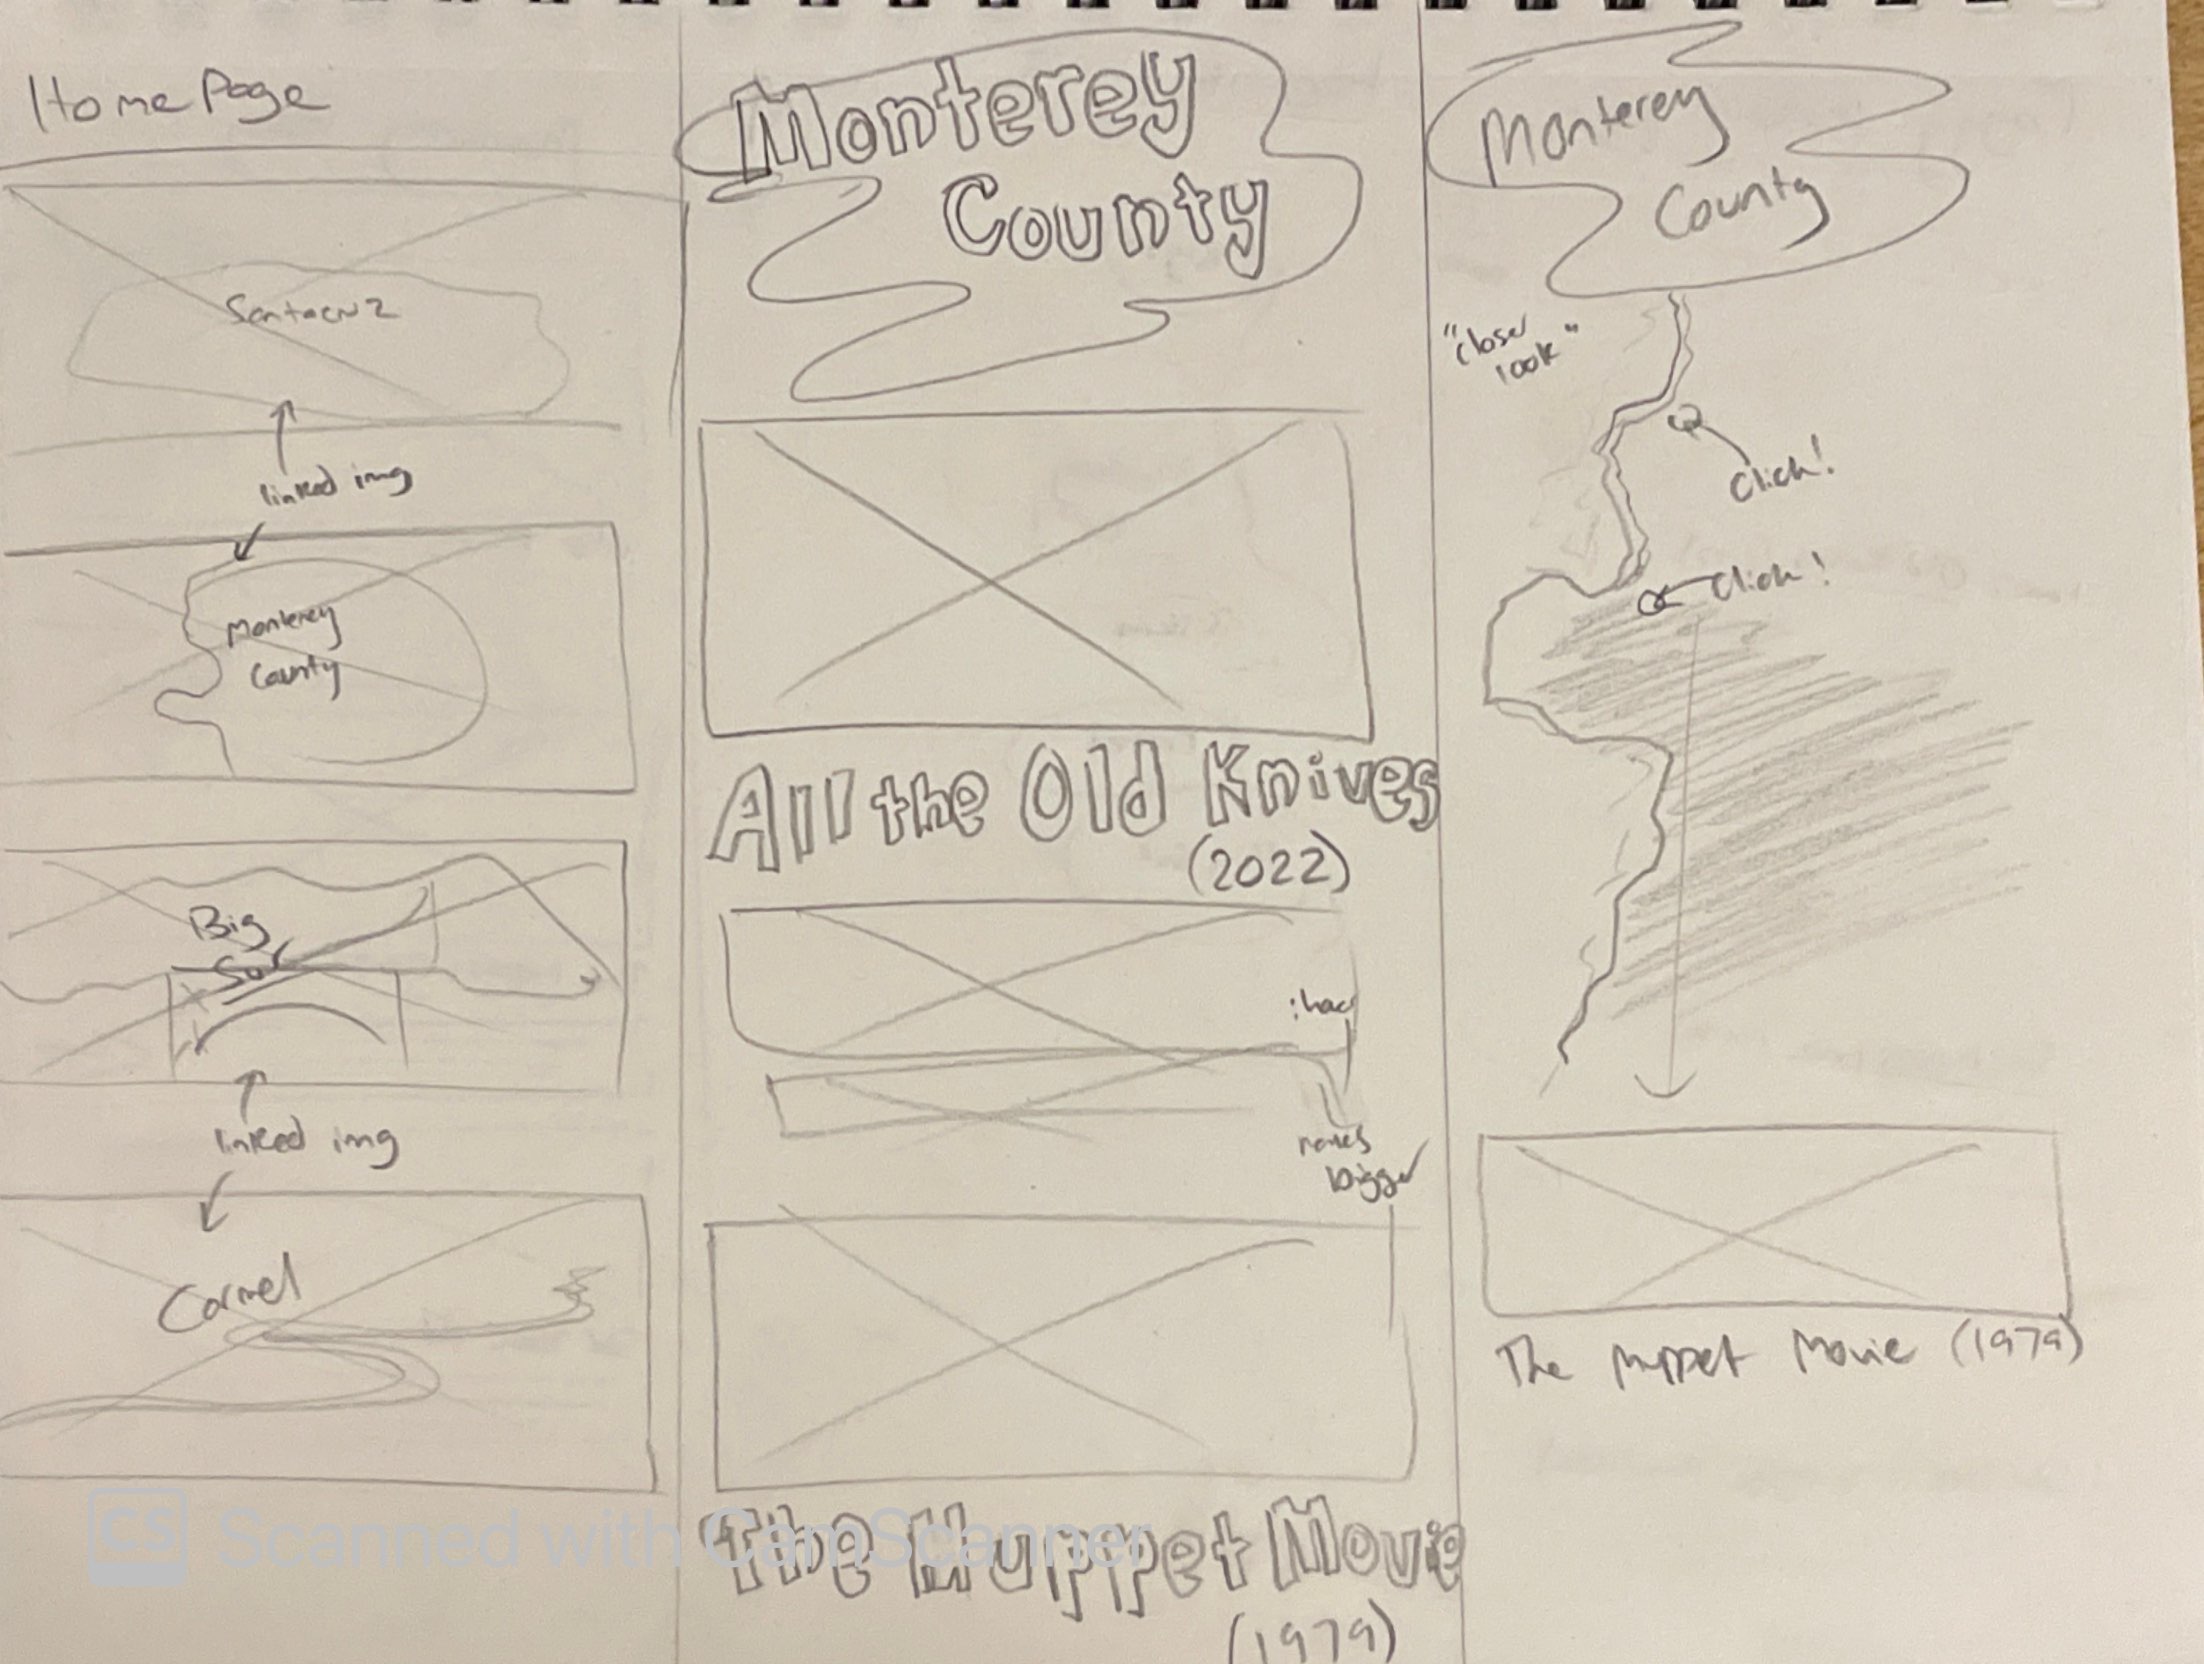 Home Page
Santacruz
linked img
Monterey
County
Big
Sur
linked img
Carmel
Monterey
County
All the Old Knives
(2022)
makes
bigger
The Muppet Movie
(1979)
Monterey
County
"closer
look"
Click!
Click!
The Muppet Movie (1979)
CS Scanned with CamScanner